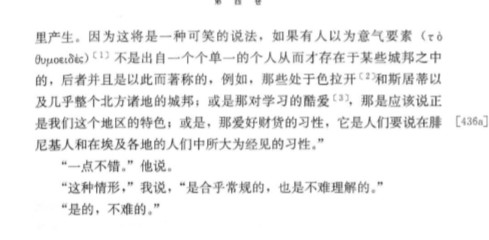 第 四 卷
里产生。因为这将是一种可笑的说法，如果有人以为意气要素（τὸ
θυμοειδές）〔1〕不是出自一个个单一的个人从而才存在于某些城邦之中
的，后者并且是以此而著称的，例如，那些处于色拉开〔2〕和斯居蒂以
及几乎整个北方诸地的城邦；或是那对学习的酷爱〔3〕，那是应该说正
是我们这个地区的特色；或是，那爱好财货的习性，它是人们要说在腓 [436a]
尼基人和在埃及各地的人们中所大为经见的习性。”
“一点不错。”他说。
“这种情形，”我说，“是合乎常规的，也是不难理解的。”
“是的，不难的。”